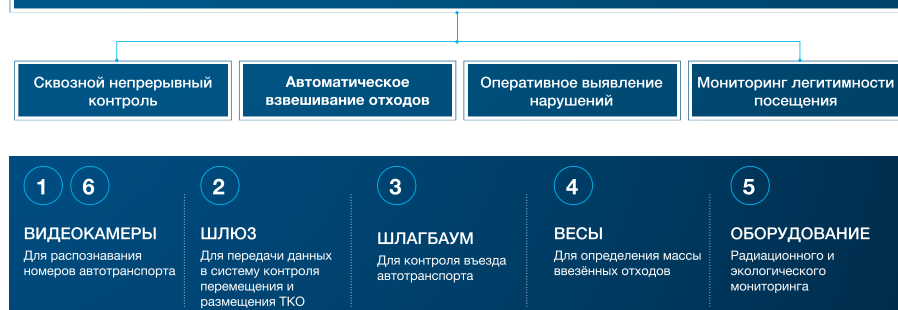 Сквозной непрерывный
контроль
Автоматическое
взвешивание отходов
Оперативное выявление
нарушений
Мониторинг легитимности
посещения
1 6
ВИДЕОКАМЕРЫ
Для распознавания
номеров автотранспорта
2
ШЛЮЗ
Для передачи данных
в систему контроля
перемещения и
размещения ТКО
3
ШЛАГБАУМ
Для контроля въезда
автотранспорта
4
ВЕСЫ
Для определения массы
ввезённых отходов
5
ОБОРУДОВАНИЕ
Радиационного и
экологического
мониторинга